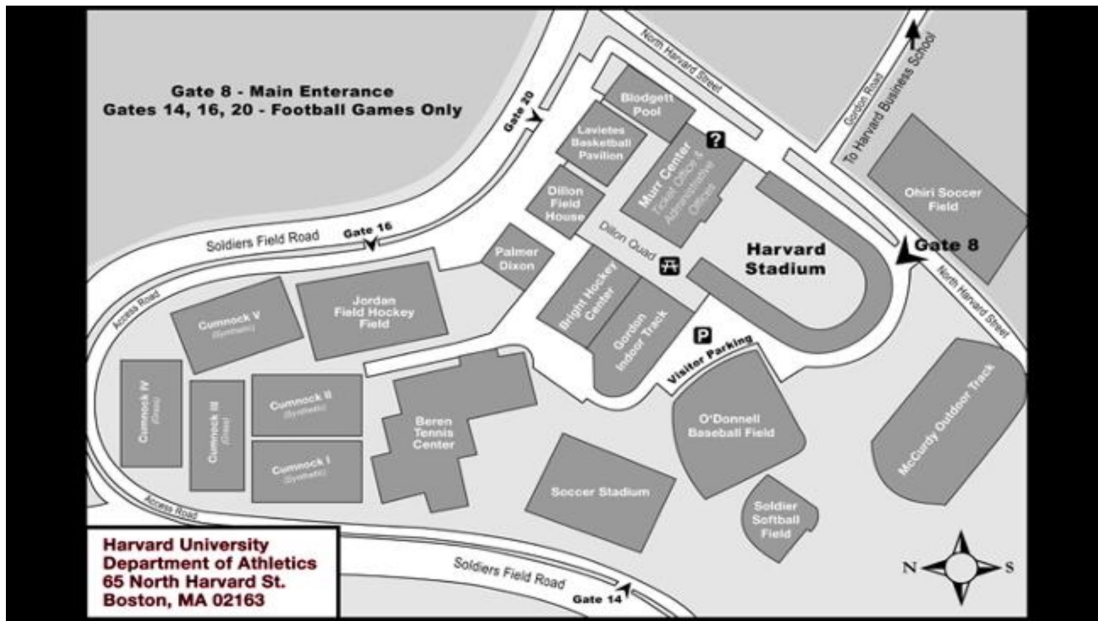 Gate 8 - Main Enterance
Gates 14, 16, 20 - Football Games Only
North Harvard Street
Gordon Road
To Harvard Business School
Gate 20
Blodgett
Pool
Lavietes
Basketball
Pavilion
?
Murr Center
Ticket Office &
Administrative
Offices
Ohiri Soccer
Field
Dillon
Field
House
Soldiers Field Road
Gate 16
Palmer
Dixon
Dillon Quad
Harvard
Stadium
Gate 8
North Harvard Street
Access Road
Cumnock V
(Synthetic)
Jordan
Field Hockey
Field
Bright Hockey
Center
Gordon
Indoor Track
P
Visitor Parking
Cumnock IV
(Grass)
Cumnock III
(Grass)
Cumnock II
(Synthetic)
Cumnock I
(Synthetic)
Beren
Tennis
Center
O'Donnell
Baseball Field
McCurdy Outdoor Track
Soccer Stadium
Soldier
Softball
Field
Access Road
Harvard University
Department of Athletics
65 North Harvard St.
Boston, MA 02163
Soldiers Field Road
Gate 14
N
S